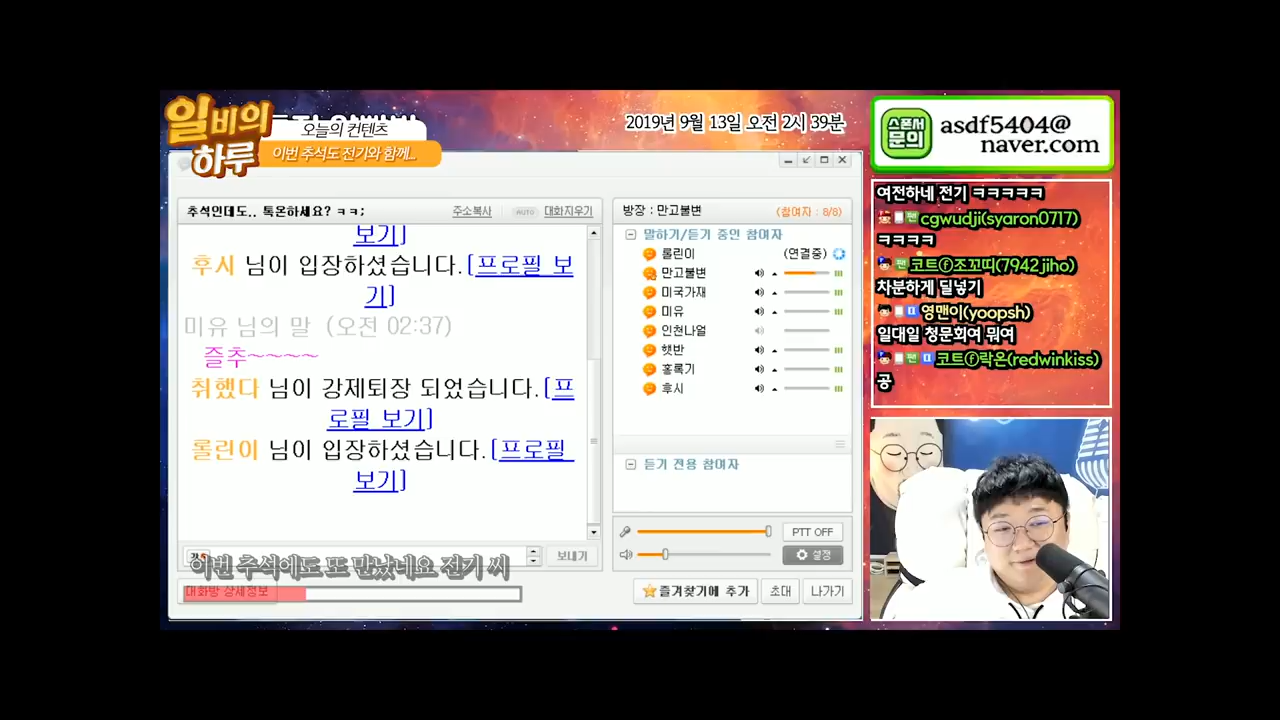 일비의
하루
오늘의 컨텐츠
이번 추석도 전기와 함께...
2019년 9월 13일 오전 2시 39분
스폰서
문의
asdf5404@
naver.com
추석인데도.. 톡온하세요? ㅋㅋ;
주소복사
AUTO
대화지우기
보기]
후시 님이 입장하셨습니다.[프로필 보
기]
미유 님의 말 (오전 02:37)
즐추~~~~
취했다 님이 강제퇴장 되었습니다.[프
로필 보기]
롤린이 님이 입장하셨습니다.[프로필
보기]
보내기
이번 추석에도 또 만났네요 전기 씨
대화방 상세정보
방장 : 만고불변
(참여자 : 8/8)
말하기/듣기 중인 참여자
롤린이
(연결중)
만고불변
미국가재
미유
인천나얼
햇반
홍록기
후시
듣기 전용 참여자
PTT OFF
설정
즐겨찾기에 추가
초대
나가기
여전하네 전기 ㅋㅋㅋㅋㅋ
팬 cgwudji(syaron0717)
ㅋㅋㅋㅋ
팬 코트ⓕ조꼬띠(7942jiho)
차분하게 딜넣기
영맨이(yoopsh)
일대일 청문회여 뭐여
팬 코트ⓕ락온(redwinkiss)
공